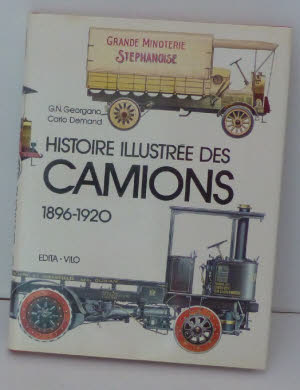 GRANDE MINOTERIE
STEPHANOISE
G.N. Georgano
Carlo Demand
HISTOIRE ILLUSTRÉE DES
CAMIONS
1896-1920
EDITA - VILO